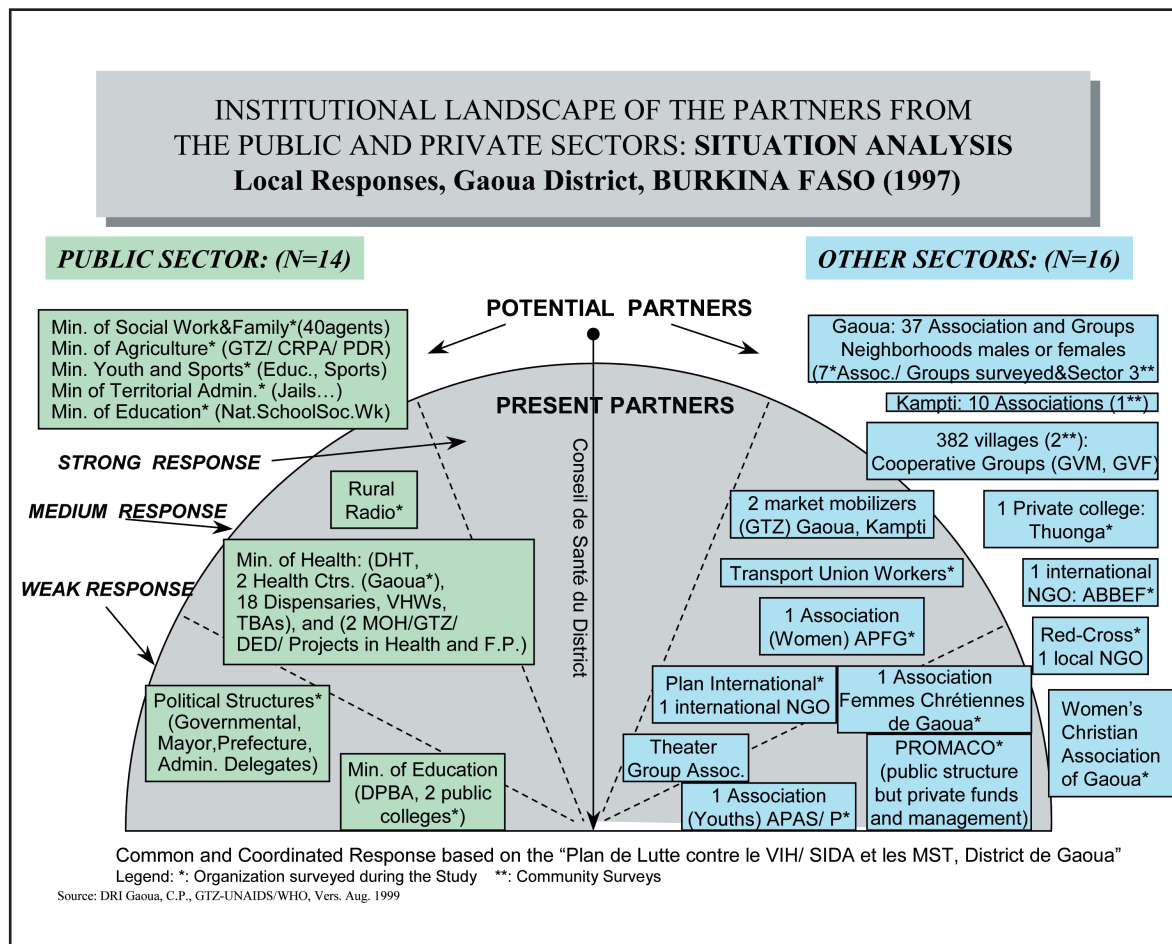 INSTITUTIONAL LANDSCAPE OF THE PARTNERS FROM
THE PUBLIC AND PRIVATE SECTORS: SITUATION ANALYSIS
Local Responses, Gaoua District, BURKINA FASO (1997)
PUBLIC SECTOR: (N=14)
OTHER SECTORS: (N=16)
POTENTIAL PARTNERS
Min. of Social Work&Family*(40agents)
Min. of Agriculture* (GTZ/ CRPA/ PDR)
Min. Youth and Sports* (Educ., Sports)
Min of Territorial Admin.* (Jails…)
Min. of Education* (Nat.SchoolSoc.Wk)
Gaoua: 37 Association and Groups
Neighborhoods males or females
(7*Assoc./ Groups surveyed&Sector 3**
Kampti: 10 Associations (1**)
382 villages (2**):
Cooperative Groups (GVM, GVF)
1 Private college:
Thuonga*
1 international
NGO: ABBEF*
Red-Cross*
1 local NGO
Women’s
Christian
Association
of Gaoua*
PRESENT PARTNERS
Conseil de Santé du District
STRONG RESPONSE
MEDIUM RESPONSE
WEAK RESPONSE
Rural
Radio*
Min. of Health: (DHT,
2 Health Ctrs. (Gaoua*),
18 Dispensaries, VHWs,
TBAs), and (2 MOH/GTZ/
DED/ Projects in Health and F.P.)
Political Structures*
(Governmental,
Mayor,Prefecture,
Admin. Delegates)
Min. of Education
(DPBA, 2 public
colleges*)
2 market mobilizers
(GTZ) Gaoua, Kampti
Transport Union Workers*
1 Association
(Women) APFG*
Plan International*
1 international NGO
1 Association
Femmes Chrétiennes
de Gaoua*
Theater
Group Assoc.
PROMACO*
(public structure
but private funds
and management)
1 Association
(Youths) APAS/ P*
Common and Coordinated Response based on the “Plan de Lutte contre le VIH/ SIDA et les MST, District de Gaoua”
Legend: *: Organization surveyed during the Study **: Community Surveys
Source: DRI Gaoua, C.P., GTZ-UNAIDS/WHO, Vers. Aug. 1999